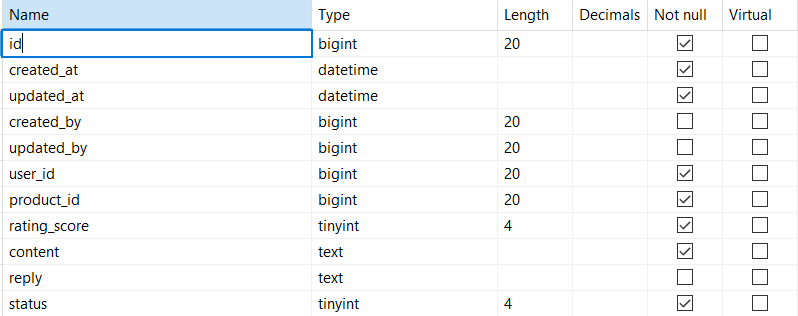 Name Type Length Decimals Not null Virtual
id bigint 20
created_at datetime
updated_at datetime
created_by bigint 20
updated_by bigint 20
user_id bigint 20
product_id bigint 20
rating_score tinyint 4
content text
reply text
status tinyint 4